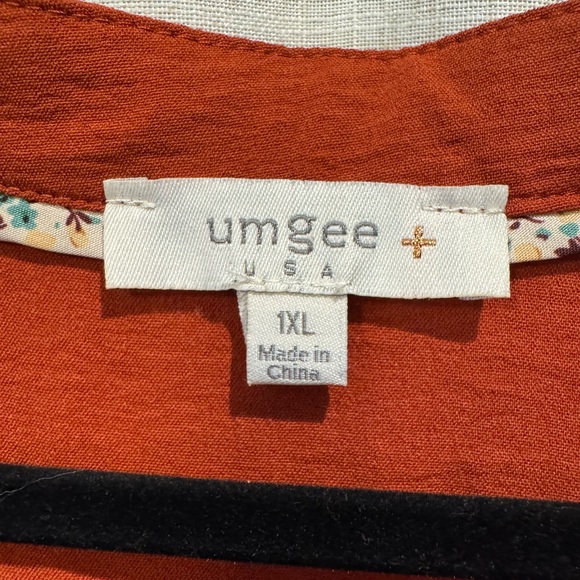 umgee +
USA
1XL
Made in
China